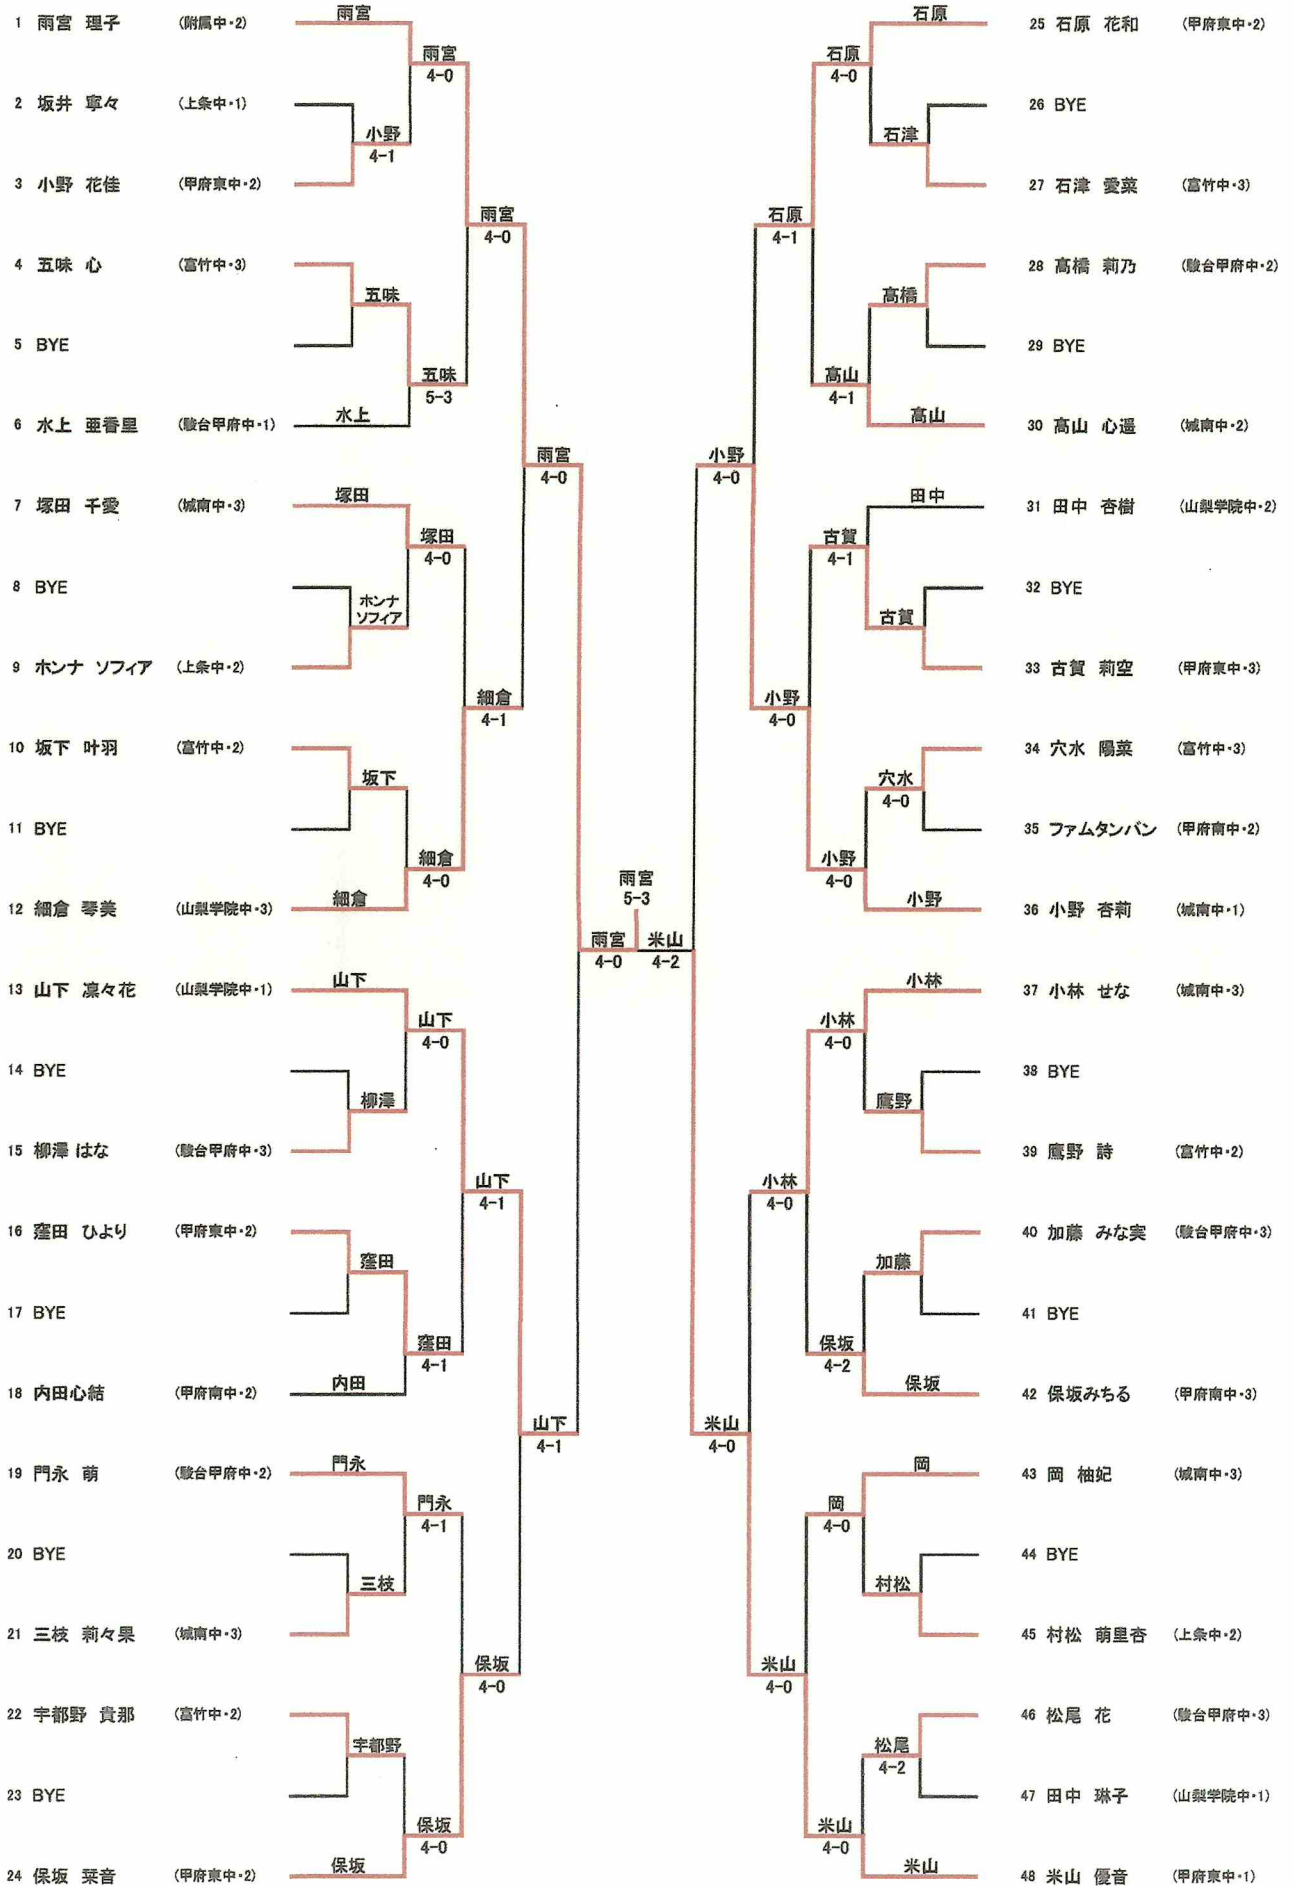 1 雨宮 理子 (附属中・2)
2 坂井 寧々 (上条中・1)
3 小野 花佳 (甲府東中・2)
4 五味 心 (富竹中・3)
5 BYE
6 水上 亜香里 (駿台甲府中・1)
7 塚田 千愛 (城南中・3)
8 BYE
9 ホンナ ソフィア (上条中・2)
10 坂下 叶羽 (富竹中・2)
11 BYE
12 細倉 琴美 (山梨学院中・3)
13 山下 凛々花 (山梨学院中・1)
14 BYE
15 柳澤 はな (駿台甲府中・3)
16 窪田 ひより (甲府東中・2)
17 BYE
18 内田心結 (甲府南中・2)
19 門永 萌 (駿台甲府中・2)
20 BYE
21 三枝 莉々果 (城南中・3)
22 宇都野 貴那 (富竹中・2)
23 BYE
24 保坂 栞音 (甲府東中・2)
雨宮
小野
4-1
雨宮
4-0
五味
水上
五味
5-3
雨宮
4-0
塚田
ホンナ
ソフィア
塚田
4-0
坂下
細倉
細倉
4-0
細倉
4-1
雨宮
4-0
山下
柳澤
山下
4-0
窪田
内田
窪田
4-1
山下
4-1
門永
三枝
門永
4-1
宇都野
保坂
保坂
4-0
保坂
4-0
山下
4-1
雨宮
4-0
雨宮
5-3
米山
4-2
小野
4-0
石原
4-1
石原
4-0
石原
石津
高橋
高山
4-1
高山
小野
4-0
古賀
4-1
田中
古賀
穴水
4-0
小野
4-0
小野
米山
4-0
小林
4-0
小林
4-0
小林
鷹野
加藤
保坂
4-2
保坂
米山
4-0
岡
4-0
岡
村松
松尾
4-2
米山
4-0
米山
25 石原 花和 (甲府東中・2)
26 BYE
27 石津 愛菜 (富竹中・3)
28 高橋 莉乃 (駿台甲府中・2)
29 BYE
30 高山 心遥 (城南中・2)
31 田中 杏樹 (山梨学院中・2)
32 BYE
33 古賀 莉空 (甲府東中・3)
34 穴水 陽菜 (富竹中・3)
35 ファムタンバン (甲府南中・2)
36 小野 杏莉 (城南中・1)
37 小林 せな (城南中・3)
38 BYE
39 鷹野 詩 (富竹中・2)
40 加藤 みな実 (駿台甲府中・3)
41 BYE
42 保坂みちる (甲府南中・3)
43 岡 柚妃 (城南中・3)
44 BYE
45 村松 萌里杏 (上条中・2)
46 松尾 花 (駿台甲府中・3)
47 田中 琳子 (山梨学院中・1)
48 米山 優音 (甲府東中・1)